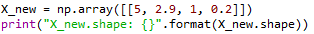 X_new = np.array([[5, 2.9, 1, 0.2]])
print("X_new.shape: {}".format(X_new.shape))